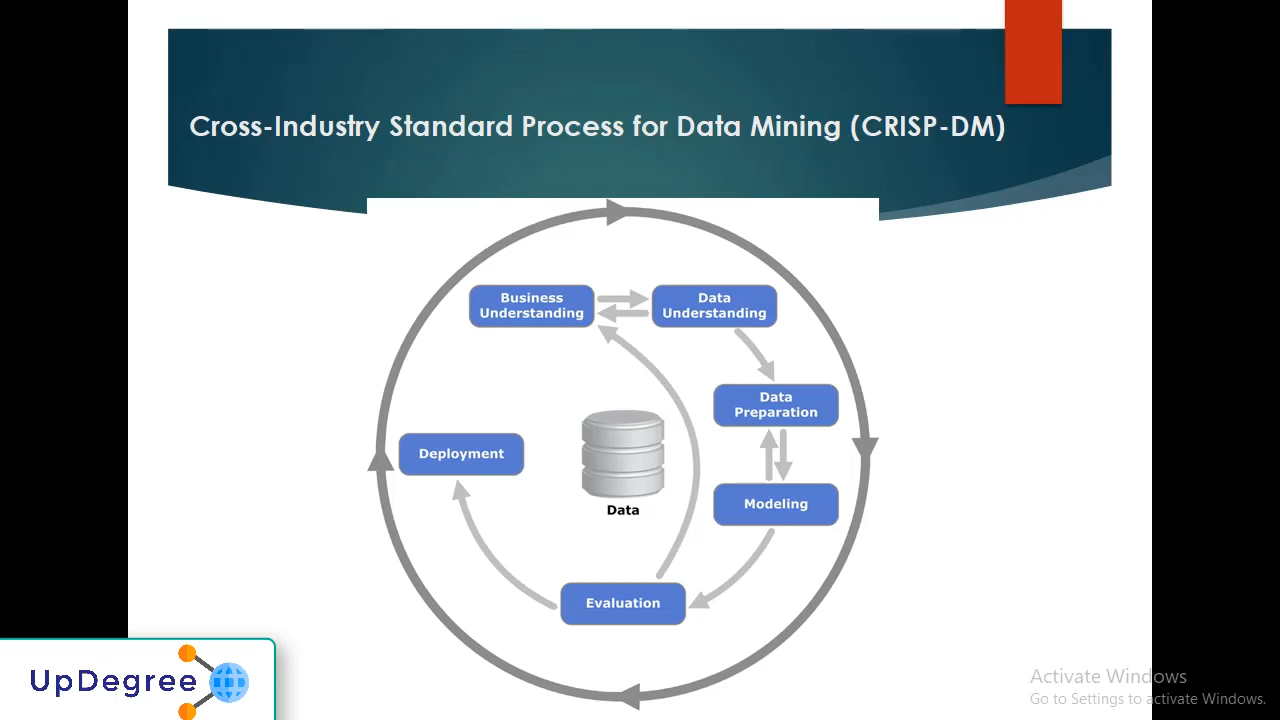 Cross-Industry Standard Process for Data Mining (CRISP-DM)
Business
Understanding
Data
Understanding
Data
Preparation
Deployment
Modeling
Data
Evaluation
UpDegree
Activate Windows
Go to Settings to activate Windows.